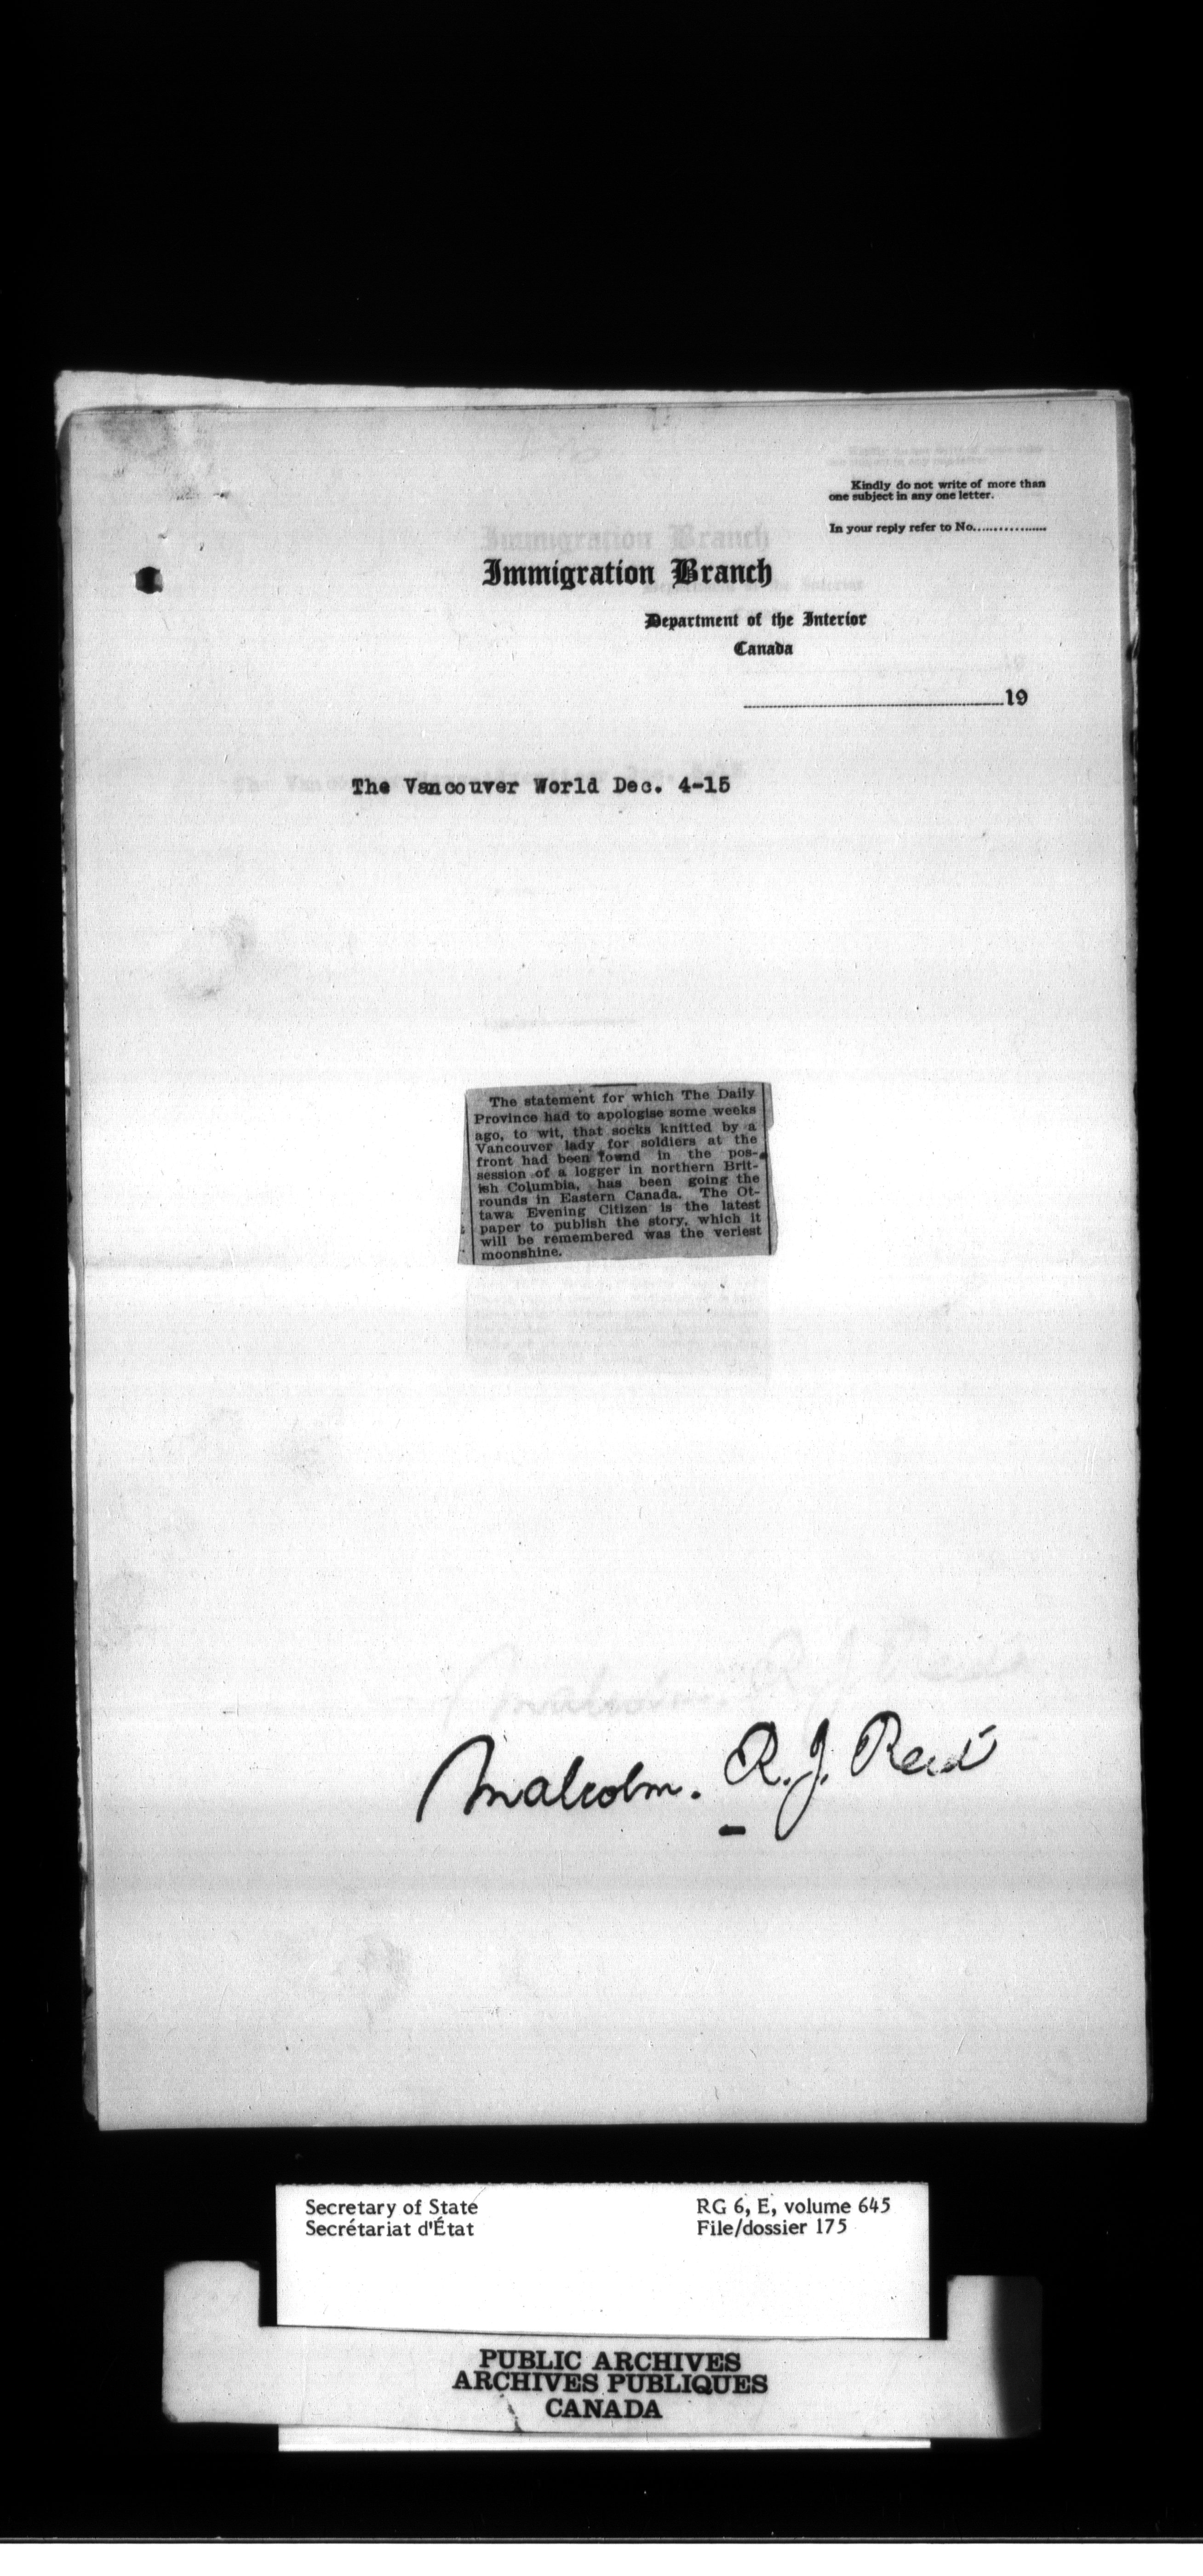 Kindly do not write of more than
one subject in any one letter.
In your reply refer to No................
Immigration Branch
Department of the Interior
Canada
19
The Vancouver World Dec. 4-15
The statement for which The Daily
Province had to apologise some weeks
ago, to wit, that socks knitted by a
Vancouver lady for soldiers at the
front had been found in the pos-
session of a logger in northern Brit-
ish Columbia, has been going the
rounds in Eastern Canada. The Ot-
tawa Evening Citizen is the latest
paper to publish the story, which it
will be remembered was the veriest
moonshine.
Malcolm. R. J. Reid
Secretary of State
Secrétariat d'État
RG 6, E, volume 645
File/dossier 175
PUBLIC ARCHIVES
ARCHIVES PUBLIQUES
CANADA